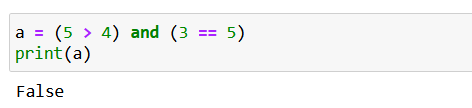 a = (5 > 4) and (3 == 5)
print(a)
False